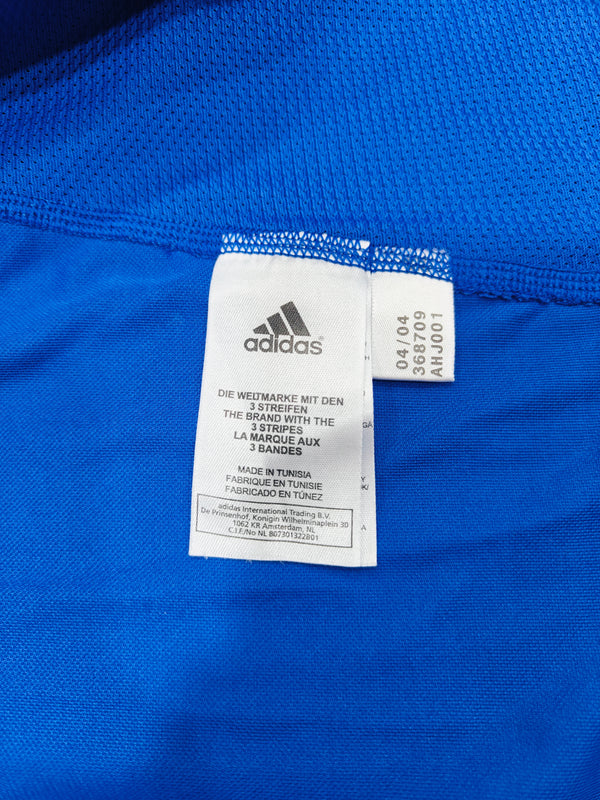 adidas
DIE WELTMARKE MIT DEN
3 STREIFEN
THE BRAND WITH THE
3 STRIPES
LA MARQUE AUX
3 BANDES
MADE IN TUNISIA
FABRIQUE EN TUNISIE
FABRICADO EN TÚNEZ
adidas International Trading B.V.
De Prinsenhof, Konigin Wilhelminaplein 30
1062 KR Amsterdam, NL
C.I.F./No NL 807301322B01
04/04
368709
AHJ001